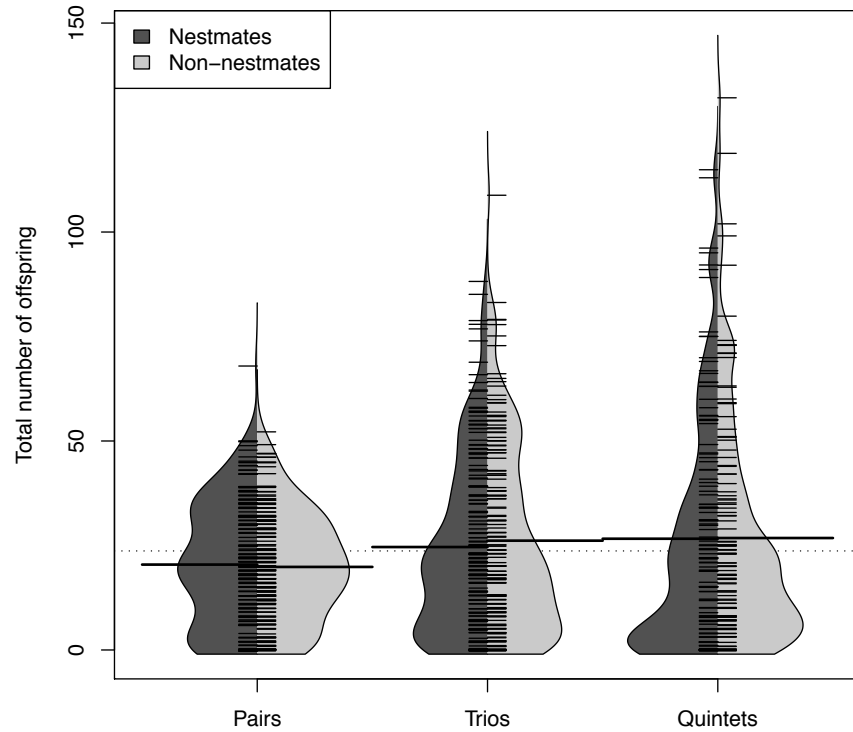 Nestmates
Non−nestmates
Total number of offspring
150
100
50
0
Pairs
Trios
Quintets